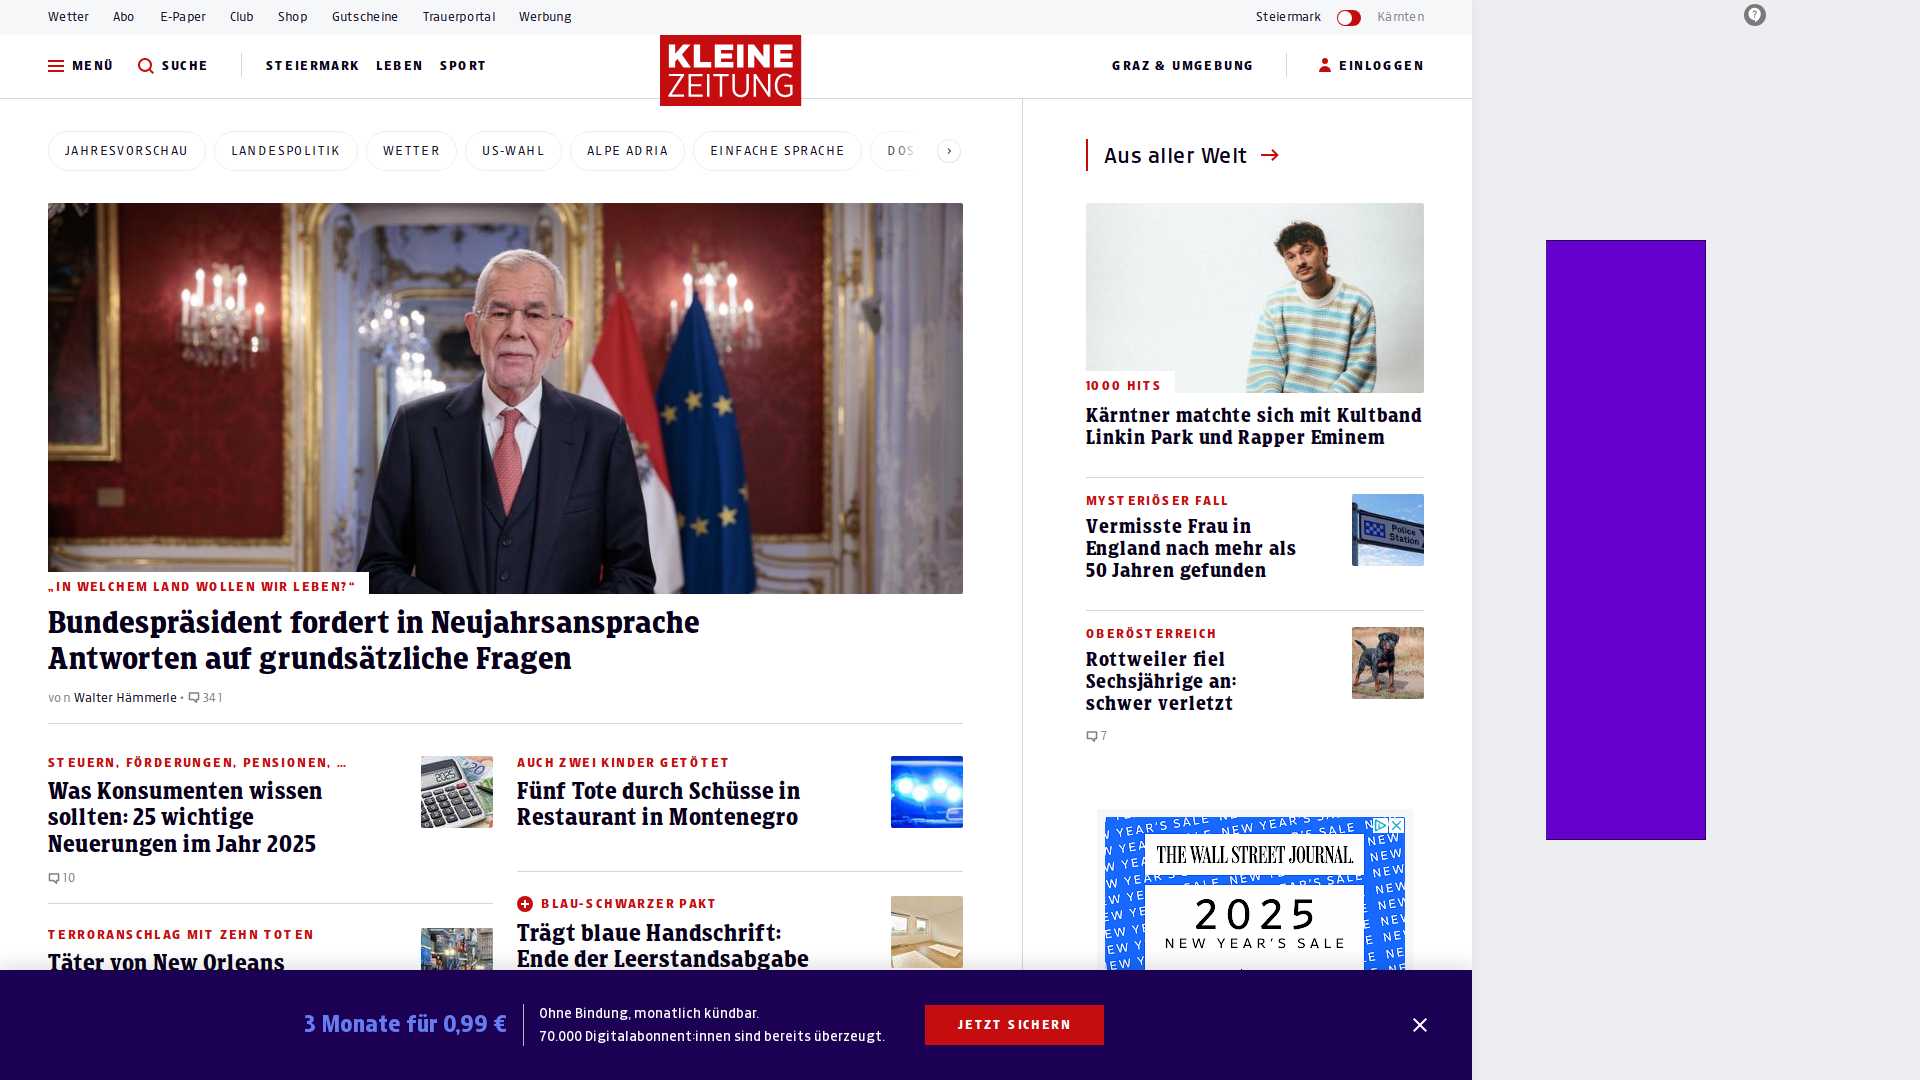 Wetter Abo E-Paper Club Shop Gutscheine Trauerportal Werbung
Steiermark Kärnten
MENÜ SUCHE STEIERMARK LEBEN SPORT
KLEINE
ZEITUNG
GRAZ & UMGEBUNG EINLOGGEN
JAHRESVORSCHAU LANDESPOLITIK WETTER US-WAHL ALPE ADRIA EINFACHE SPRACHE DOS
„IN WELCHEM LAND WOLLEN WIR LEBEN?“
Bundespräsident fordert in Neujahrsansprache
Antworten auf grundsätzliche Fragen
von Walter Hämmerle • 341
STEUERN, FÖRDERUNGEN, PENSIONEN, ...
Was Konsumenten wissen
sollten: 25 wichtige
Neuerungen im Jahr 2025
10
TERRORANSCHLAG MIT ZEHN TOTEN
Täter von New Orleans
AUCH ZWEI KINDER GETÖTET
Fünf Tote durch Schüsse in
Restaurant in Montenegro
BLAU-SCHWARZER PAKT
Trägt blaue Handschrift:
Ende der Leerstandsabgabe
Aus aller Welt
1000 HITS
Kärntner matchte sich mit Kultband
Linkin Park und Rapper Eminem
MYSTERIÖSER FALL
Vermisste Frau in
England nach mehr als
50 Jahren gefunden
Police
Station
OBERÖSTERREICH
Rottweiler fiel
Sechsjährige an:
schwer verletzt
7
THE WALL STREET JOURNAL.
2025
NEW YEAR'S SALE
3 Monate für 0,99 €
Ohne Bindung, monatlich kündbar.
70.000 Digitalabonnent:innen sind bereits überzeugt.
JETZT SICHERN